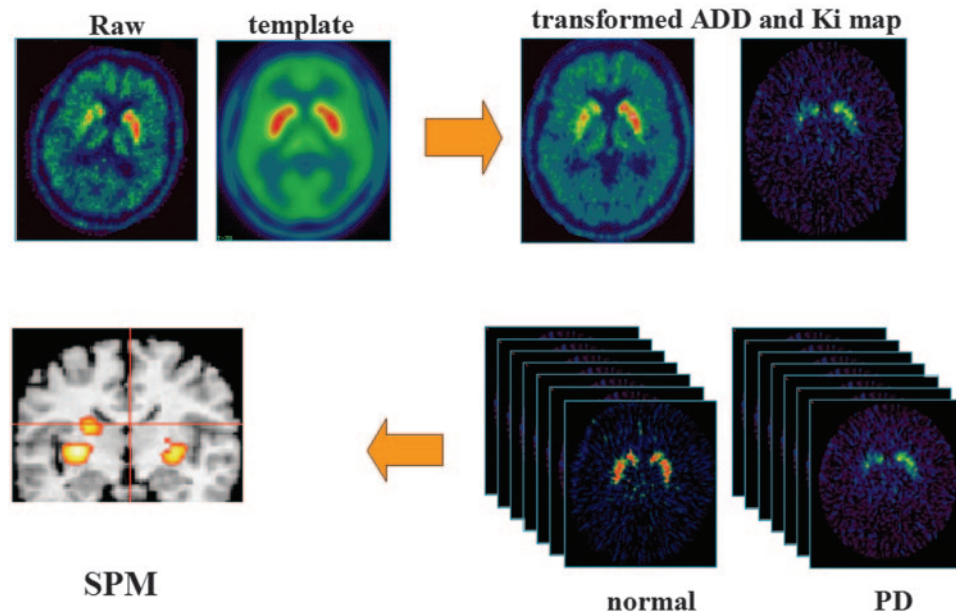 Raw
template
transformed ADD and Ki map
SPM
normal
PD